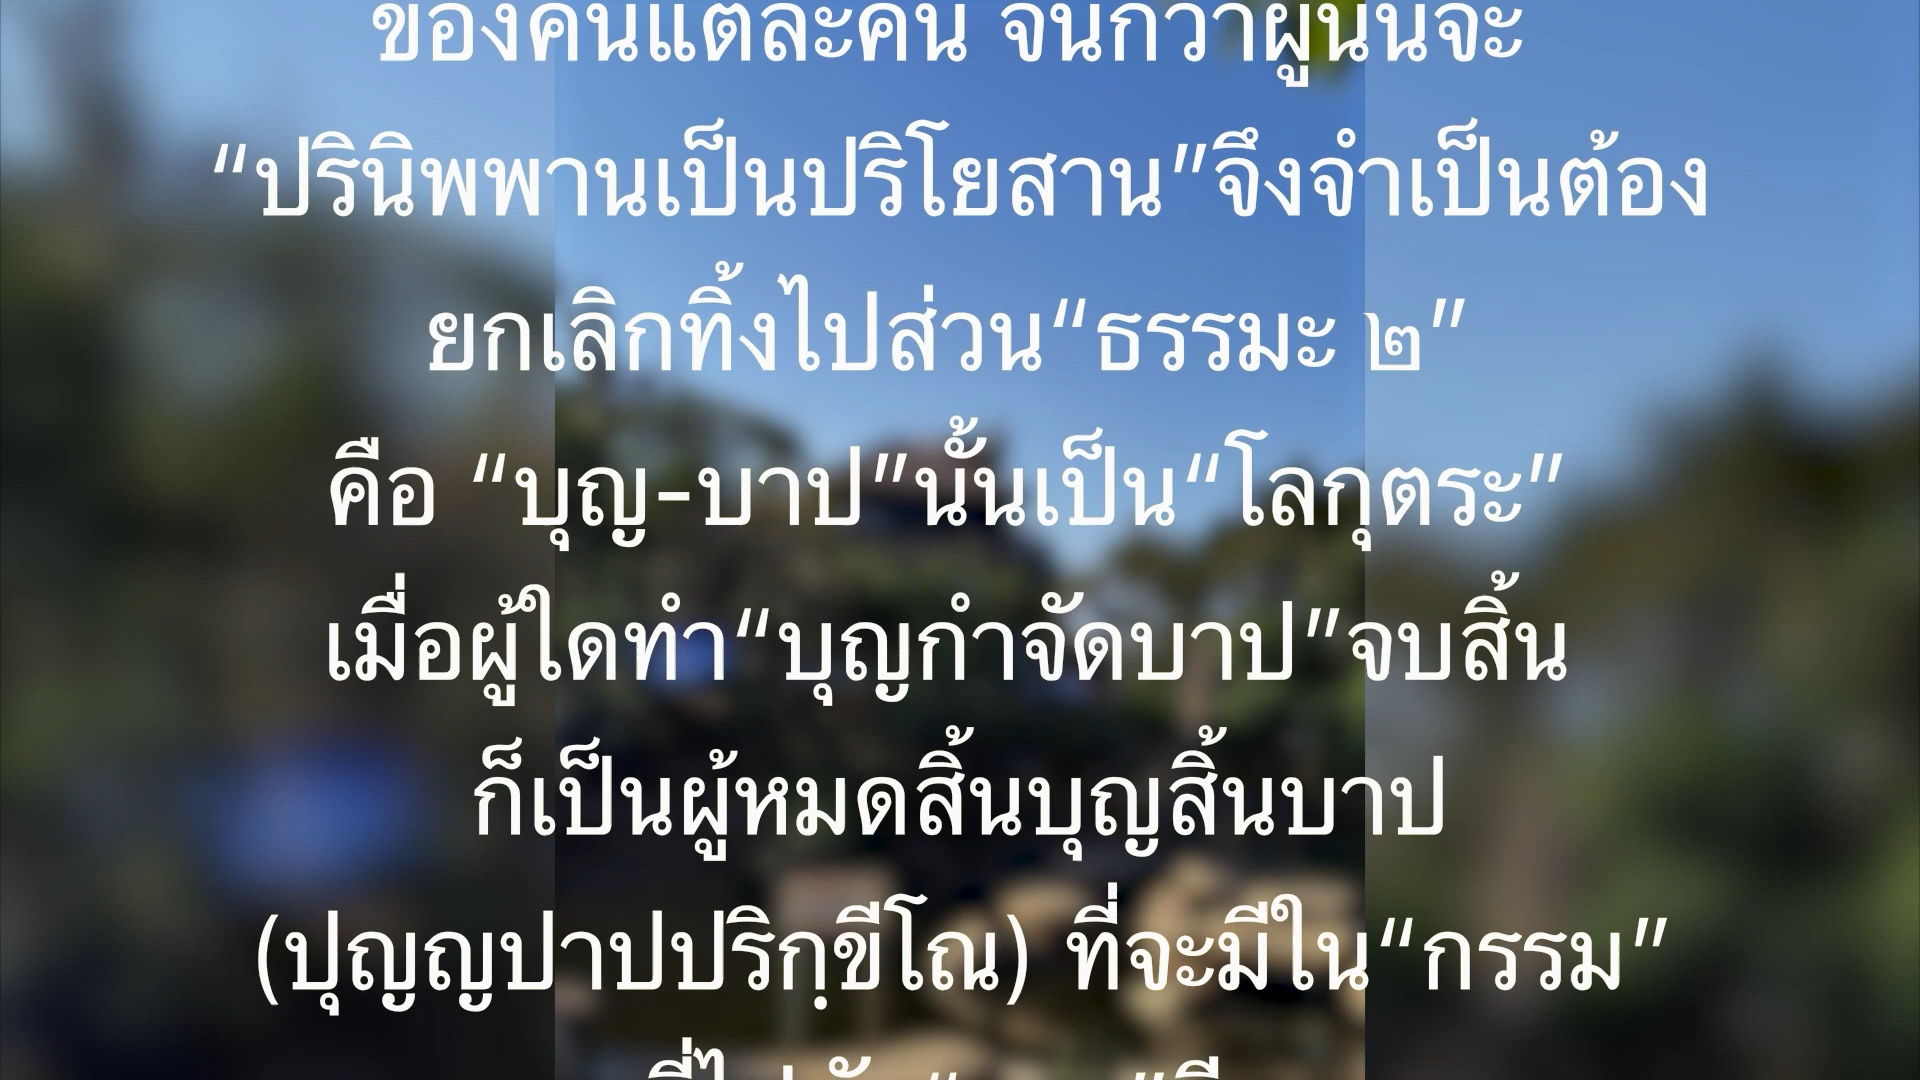 ของคนแต่ละคน จนกว่าผู้นั้นจะ
“ปรินิพพานเป็นปริโยสาน”จึงจำเป็นต้อง
ยกเลิกทิ้งไปส่วน“ธรรมะ ๒”
คือ “บุญ-บาป”นั้นเป็น“โลกุตระ”
เมื่อผู้ใดทำ“บุญกำจัดบาป”จบสิ้น
ก็เป็นผู้หมดสิ้นบุญสิ้นบาป
(ปุญญปาปปริกฺขีโณ) ที่จะมีใน“กรรม”